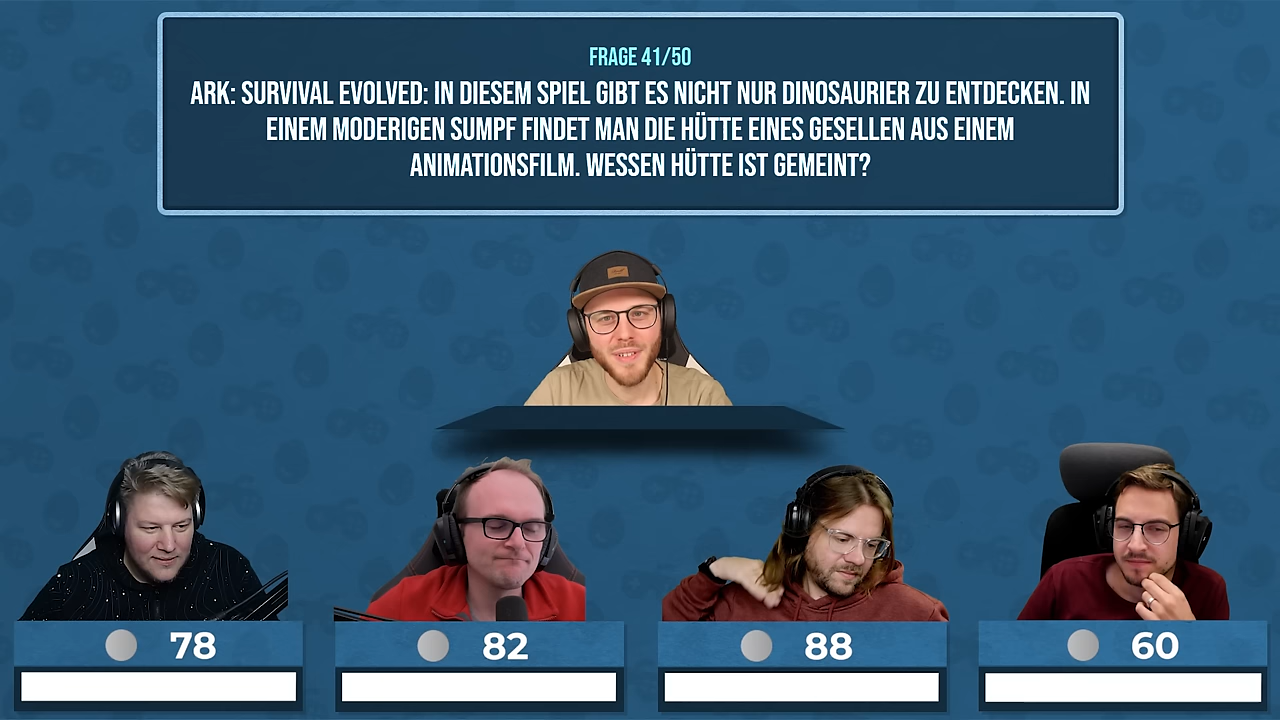 FRAGE 41/50
ARK: SURVIVAL EVOLVED: IN DIESEM SPIEL GIBT ES NICHT NUR DINOSAURIER ZU ENTDECKEN. IN
EINEM MODERIGEN SUMPF FINDET MAN DIE HÜTTE EINES GESELLEN AUS EINEM
ANIMATIONSFILM. WESSEN HÜTTE IST GEMEINT?
78
82
88
60